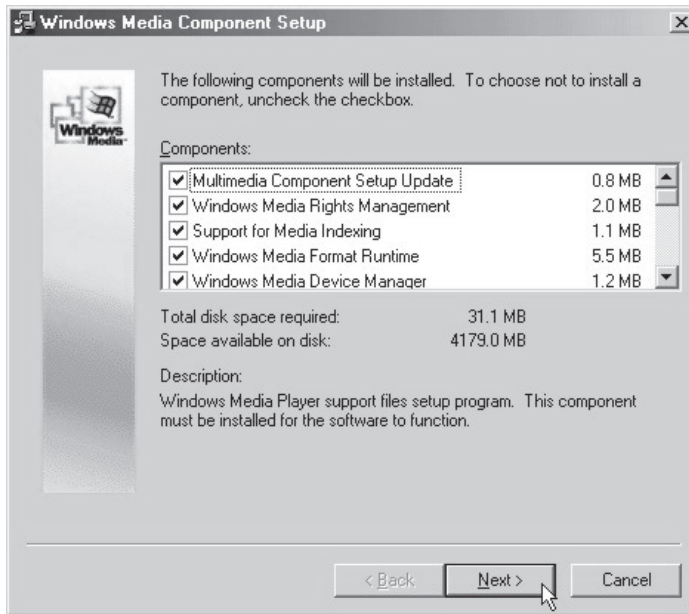 Windows Media Component Setup
Windows
Media
The following components will be installed. To choose not to install a
component, uncheck the checkbox.
Components:
Multimedia Component Setup Update 0.8 MB
Windows Media Rights Management 2.0 MB
Support for Media Indexing 1.1 MB
Windows Media Format Runtime 5.5 MB
Windows Media Device Manager 1.2 MB
Total disk space required: 31.1 MB
Space available on disk: 4179.0 MB
Description:
Windows Media Player support files setup program. This component
must be installed for the software to function.
< Back Next > Cancel